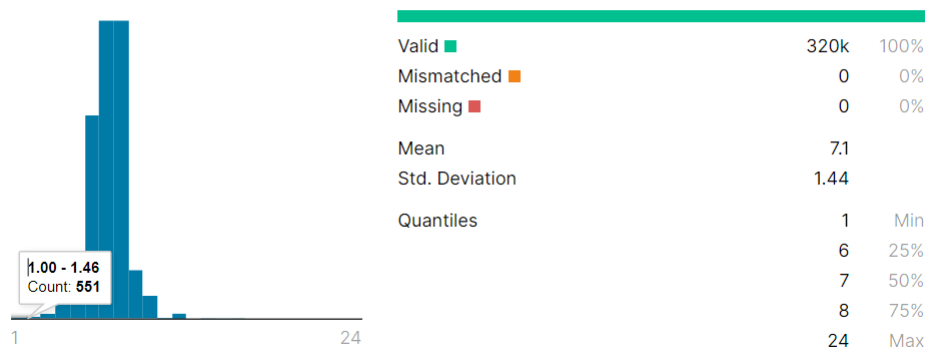 1.00 - 1.46
Count: 551
1 24
Valid 320k 100%
Mismatched 0 0%
Missing 0 0%
Mean 7.1
Std. Deviation 1.44
Quantiles 1 Min
6 25%
7 50%
8 75%
24 Max